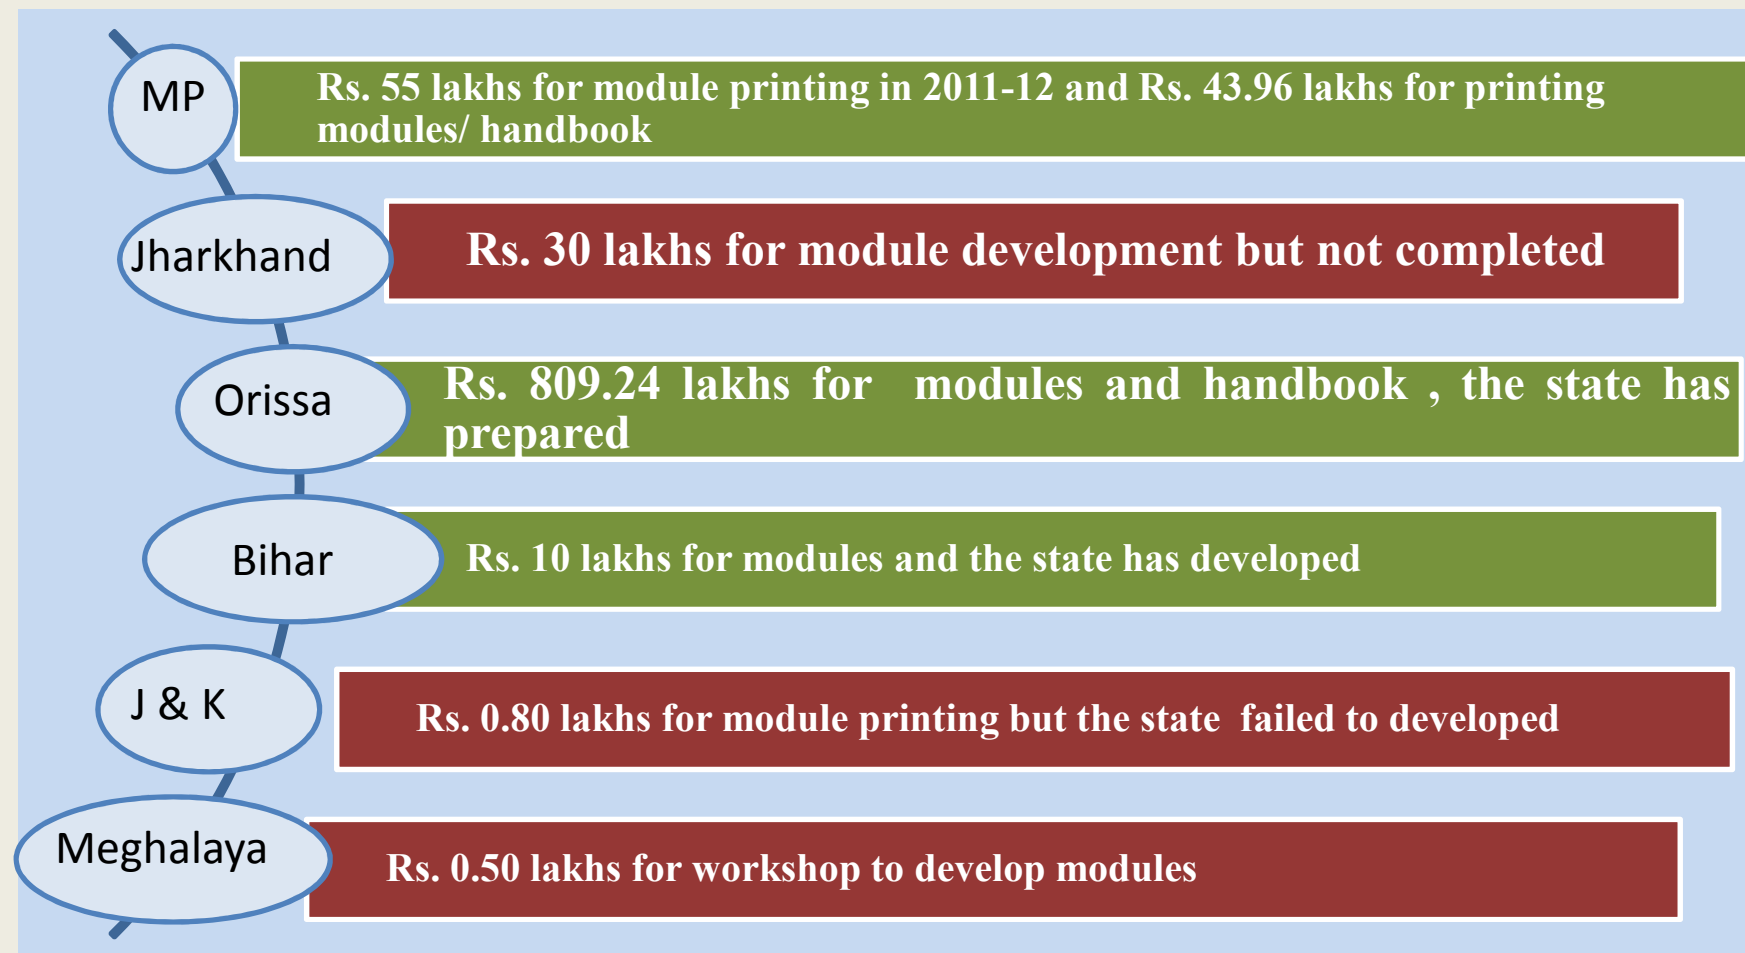 MP
Rs. 55 lakhs for module printing in 2011-12 and Rs. 43.96 lakhs for printing
modules/ handbook
Jharkhand
Rs. 30 lakhs for module development but not completed
Orissa
Rs. 809.24 lakhs for modules and handbook , the state has
prepared
Bihar
Rs. 10 lakhs for modules and the state has developed
J & K
Rs. 0.80 lakhs for module printing but the state failed to developed
Meghalaya
Rs. 0.50 lakhs for workshop to develop modules